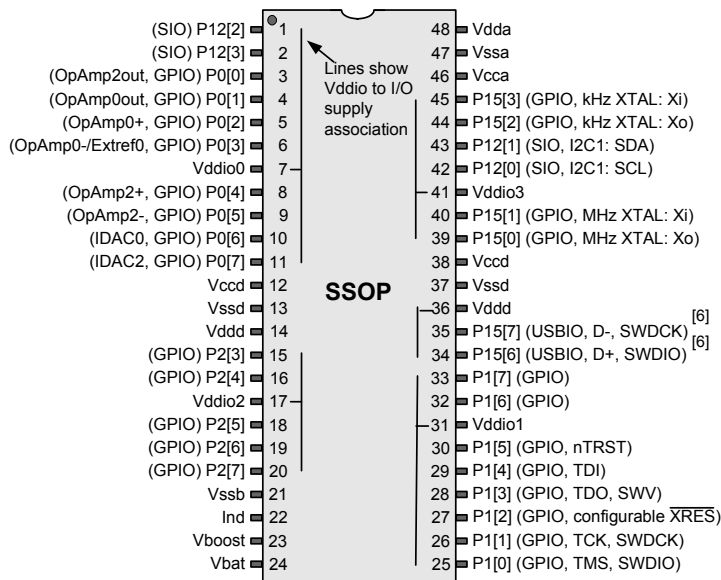 (SIO) P12[2] 1 48 Vdda
(SIO) P12[3] 2 47 Vssa
(OpAmp2out, GPIO) P0[0] 3 46 Vcca
(OpAmp0out, GPIO) P0[1] 4 45 P15[3] (GPIO, kHz XTAL: Xi)
(OpAmp0+, GPIO) P0[2] 5 44 P15[2] (GPIO, kHz XTAL: Xo)
(OpAmp0-/Extref0, GPIO) P0[3] 6 43 P12[1] (SIO, I2C1: SDA)
Vddio0 7 42 P12[0] (SIO, I2C1: SCL)
(OpAmp2+, GPIO) P0[4] 8 41 Vddio3
(OpAmp2-, GPIO) P0[5] 9 40 P15[1] (GPIO, MHz XTAL: Xi)
(IDAC0, GPIO) P0[6] 10 39 P15[0] (GPIO, MHz XTAL: Xo)
(IDAC2, GPIO) P0[7] 11 38 Vccd
Vccd 12 37 Vssd
Vssd 13 36 Vddd
Vddd 14 35 P15[7] (USBIO, D-, SWDCK) [6]
(GPIO) P2[3] 15 34 P15[6] (USBIO, D+, SWDIO) [6]
(GPIO) P2[4] 16 33 P1[7] (GPIO)
Vddio2 17 32 P1[6] (GPIO)
(GPIO) P2[5] 18 31 Vddio1
(GPIO) P2[6] 19 30 P1[5] (GPIO, nTRST)
(GPIO) P2[7] 20 29 P1[4] (GPIO, TDI)
Vssb 21 28 P1[3] (GPIO, TDO, SWV)
Ind 22 27 P1[2] (GPIO, configurable XRES)
Vboost 23 26 P1[1] (GPIO, TCK, SWDCK)
Vbat 24 25 P1[0] (GPIO, TMS, SWDIO)
Lines show
Vddio to I/O
supply
association
SSOP